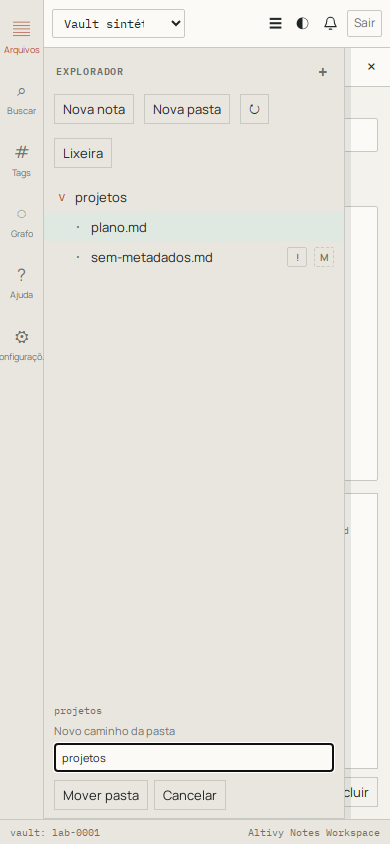 Vault sintét
Sair
Arquivos
Buscar
# Tags
Grafo
? Ajuda
onfiguraçõ
EXPLORADOR +
Nova nota
Nova pasta
Lixeira
projetos
plano.md
sem-metadados.md ! M
d
projetos
Novo caminho da pasta
projetos
Mover pasta
Cancelar
cluir
vault: lab-0001
Altivy Notes Workspace